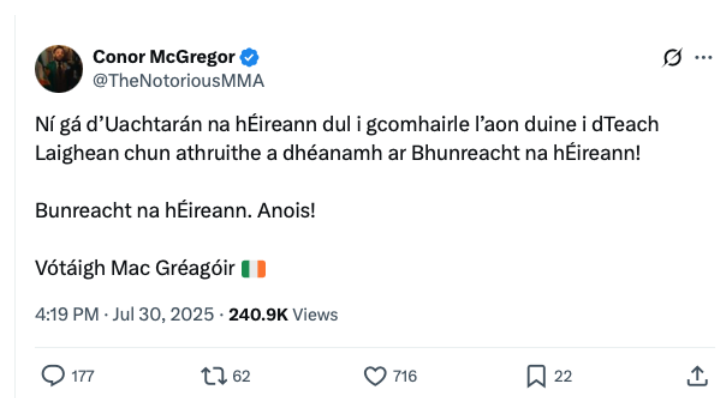 Conor McGregor
@TheNotoriousMMA
Ní gá d'Uachtarán na hÉireann dul i gcomhairle l'aon duine i dTeach
Laighean chun athruithe a dhéanamh ar Bhunreacht na hÉireann!
Bunreacht na hÉireann. Anois!
Vótáigh Mac Gréagóir 🇮🇪
4:19 PM · Jul 30, 2025 · 240.9K Views
177 62 716 22